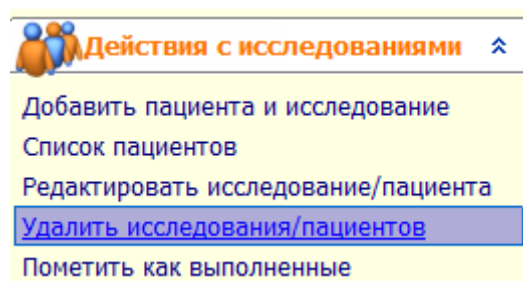 Действия с исследованиями
Добавить пациента и исследование
Список пациентов
Редактировать исследование/пациента
Удалить исследования/пациентов
Пометить как выполненные